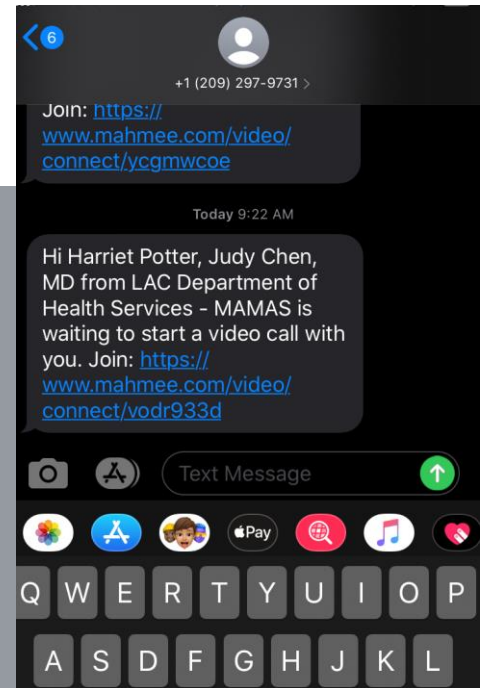 6
+1 (209) 297-9731 >
Join: https://
www.mahmee.com/video/
connect/ycgmwcoe
Today 9:22 AM
Hi Harriet Potter, Judy Chen,
MD from LAC Department of
Health Services - MAMAS is
waiting to start a video call with
you. Join: https://
www.mahmee.com/video/
connect/vodr933d
Text Message
Pay
Q W E R T Y U I O P
A S D F G H J K L